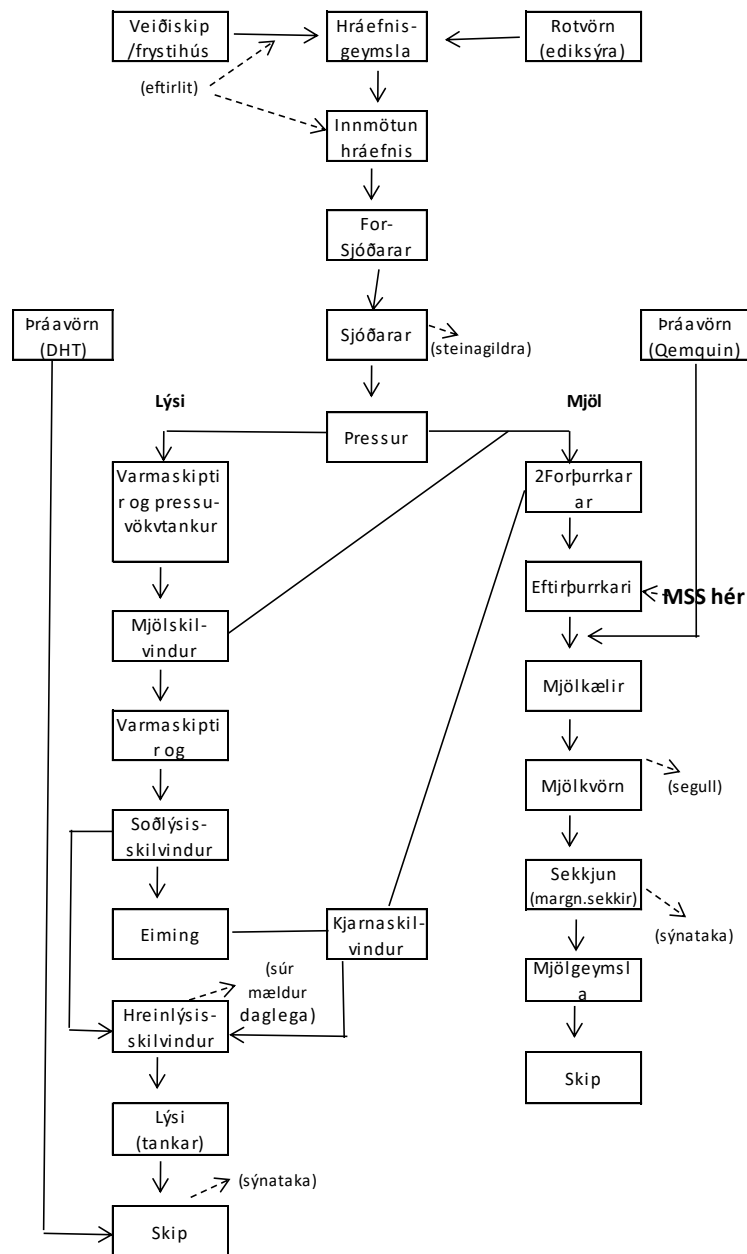 Veiðiskip
/frystihús
Hráefnis-
geymsla
Rotvörn
(ediksýra)
(eftirlit)
Innmötun
hráefnis
For-
Sjóðarar
Þráavörn
(DHT)
Sjóðarar
(steinagildra)
Þráavörn
(Qemquin)
Lýsi
Mjöl
Pressur
Varmaskipti
r og pressu-
vökvtankur
2Forþurrkar
ar
Eftirþurrkari
MSS hér
Mjölskil-
vindur
Mjölkælir
Varmaskipti
r og
Mjölkvörn
(segull)
Soðlýsis-
skilvindur
Sekkjun
(margn.sekkir)
Eiming
Kjarnaskil-
vindur
(sýnataka)
Mjölgeymsl
a
(súr
mældur
daglega)
Hreinlýsis-
skilvindur
Skip
Lýsi
(tankar)
(sýnataka)
Skip